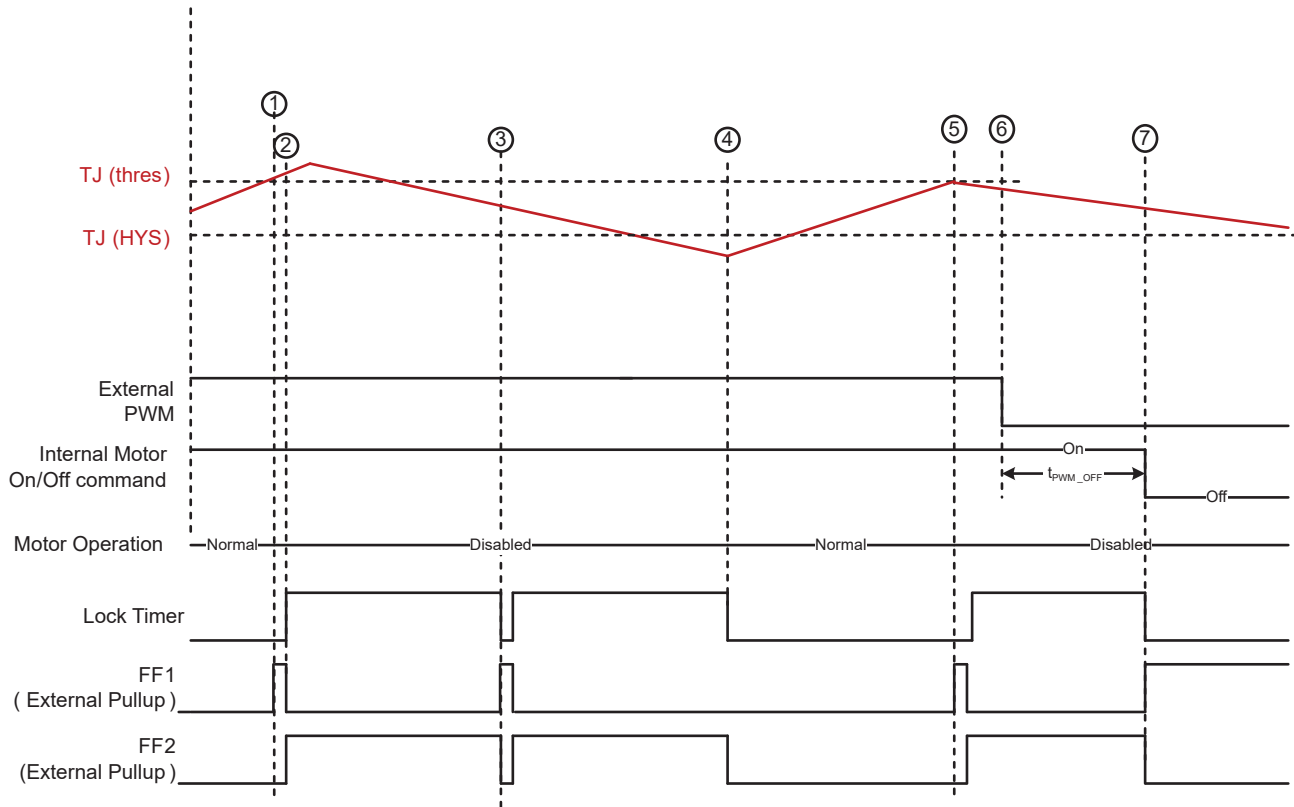 1
2
3
4
5
6
7
TJ (thres)
TJ (HYS)
External
PWM
Internal Motor
On/Off command
On
tPWM_OFF
Off
Motor Operation
Normal
Disabled
Normal
Disabled
Lock Timer
FF1
( External Pullup )
FF2
(External Pullup )